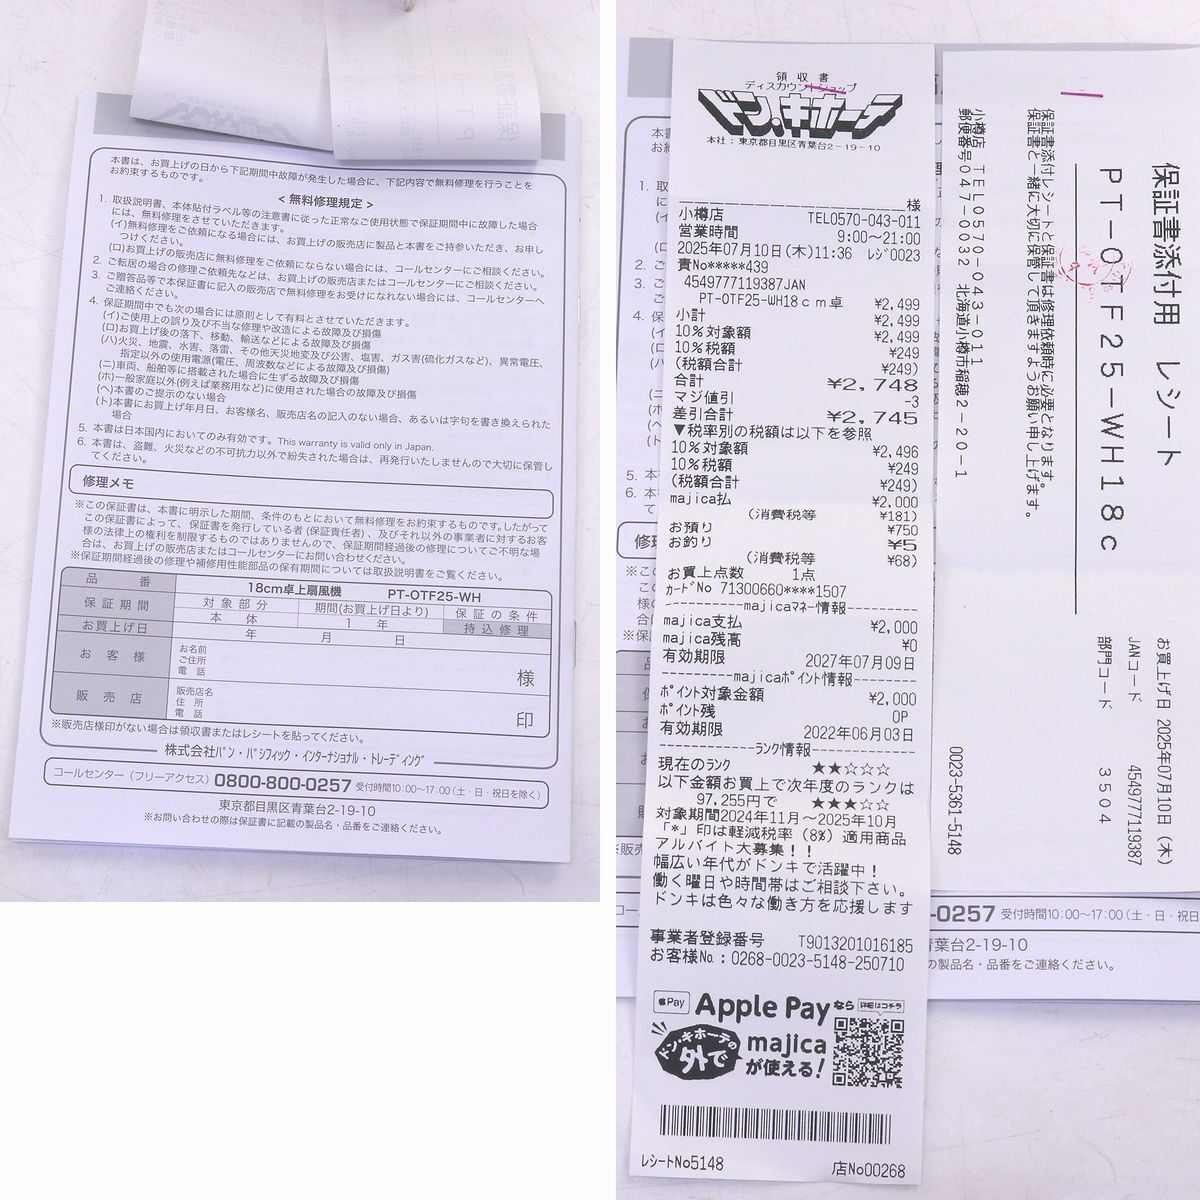 本書は、お買上げの日から下記期間中故障が発生した場合に、下記内容で無料修理を行うことを
お約束するものです。
< 無料修理規定 >
1. 取扱説明書、本体貼付ラベル等の注意書に従った正常なご使用状態で保証期間中に故障した場合
には、無料修理をさせていただきます。
(イ)無料修理をご依頼になる場合には、お買上げの販売店に製品と本書をご持参いただき、お申し
つけください。
(ロ)お買上げの販売店に無料修理をご依頼にならない場合には、コールセンターにご相談ください。
2. ご転居の場合の修理ご依頼先などは、お買上げの販売店またはコールセンターにご相談ください。
3. ご贈答品等で本保証書に記入の販売店で無料修理をお受けになれない場合には、コールセンターへ
ご連絡ください。
4. 保証期間中でも次の場合には原則として有料とさせていただきます。
(イ)ご使用上の誤り及び不当な修理や改造による故障及び損傷
(ロ)お買上げ後の落下、移動、輸送などによる故障及び損傷
(ハ)火災、地震、水害、落雷、その他天災地変及び公害、塩害、ガス害(硫化ガスなど)、異常電圧、
指定以外の使用電源(電圧、周波数など)による故障及び損傷
(ニ)車両、船舶等に搭載された場合に生ずる故障及び損傷
(ホ)一般家庭以外(例えば業務用など)に使用された場合の故障及び損傷
(ヘ)本書のご提示のない場合
(ト)本書にお買上げ年月日、お客様名、販売店名の記入のない場合、あるいは字句を書き換えられた
場合
5. 本書は日本国内においてのみ有効です。This warranty is valid only in Japan.
6. 本書は、盗難、火災などの不可抗力以外で紛失された場合は、再発行いたしませんので大切に保管し
てください。
修理メモ
※この保証書は、本書に明示した期間、条件のもとにおいて無料修理をお約束するものです。したがって
この保証書によって、保証書を発行している者(保証責任者)、及びそれ以外の事業者に対するお客
様の法律上の権利を制限するものではありませんので、保証期間経過後の修理についてご不明な場
合は、お買上げの販売店またはコールセンターにお問い合わせください。
※保証期間経過後の修理や補修用性能部品の保有期間については取扱説明書をご覧ください。
品番 18cm卓上扇風機 PT-OTF25-WH
保証期間 対象部分 期間(お買上げ日より) 保証の条件
本体 1 年 持込修理
お買上げ日 年 月 日
お客様 お名前
ご住所
電話 様
販売店 販売店名
住所
電話 印
※販売店様印がない場合は領収書またはレシートを貼ってください。
株式会社パン・パシフィック・インターナショナル・トレーディング
コールセンター(フリーアクセス) 0800-800-0257 受付時間10:00~17:00(土・日・祝日を除く)
東京都目黒区青葉台2-19-10
※お問い合わせの際は保証書に記載の製品名・品番をご連絡ください。
領収書
ディスカウントショップ
ドン.キホーテ
本社:東京都目黒区青葉台2-19-10
様
小樽店 TEL0570-043-011
営業時間 9:00~21:00
2025年07月10日(木)11:36 レジ0023
責No*****439
4549777119387JAN
PT-OTF25-WH18cm卓 ¥2,499
小計 ¥2,499
10%対象額 ¥2,499
10%税額 ¥249
(税額合計 ¥249)
合計 ¥2,748
マジ値引 -3
差引合計 ¥2,745
▼税率別の税額は以下を参照
10%対象額 ¥2,496
10%税額 ¥249
(税額合計 ¥249)
majica払 ¥2,000
(消費税等 ¥181)
お預り ¥750
お釣り ¥5
(消費税等 ¥68)
お買上点数 1点
カードNo 71300660****1507
majicaマネー情報
majica支払 ¥2,000
majica残高 ¥0
有効期限 2027年07月09日
majicaポイント情報
ポイント対象金額 ¥2,000
ポイント残 0P
有効期限 2022年06月03日
ランク情報
現在のランク ★★☆☆☆
以下金額お買上で次年度のランクは
97,255円で ★★★☆☆
対象期間2024年11月~2025年10月
「*」印は軽減税率(8%)適用商品
アルバイト大募集!!
幅広い年代がドンキで活躍中!
働く曜日や時間帯はご相談下さい。
ドンキは色々な働き方を応援します
事業者登録番号 T9013201016185
お客様No:0268-0023-5148-250710
Pay Apple Payなら 詳細はコチラ
ドン・キホーテの外で majicaが使える!
レシートNo5148 店No00268
保証書添付用 レシート
PT-OTF25-WH18c
保証書添付レシートと保証書は修理依頼時に必要となります。
保証書と一緒に大切に保管して頂きますようお願い申し上げます。
小樽店 TEL0570-043-011
郵便番号047-0032 北海道小樽市稲穂2-20-1
お買上げ日 2025年07月10日(木)
JANコード 4549777119387
部門コード 3504
0023-5361-5148
-0257 受付時間10:00~17:00(土・日・祝日
青葉台2-19-10
の製品名・品番をご連絡ください。